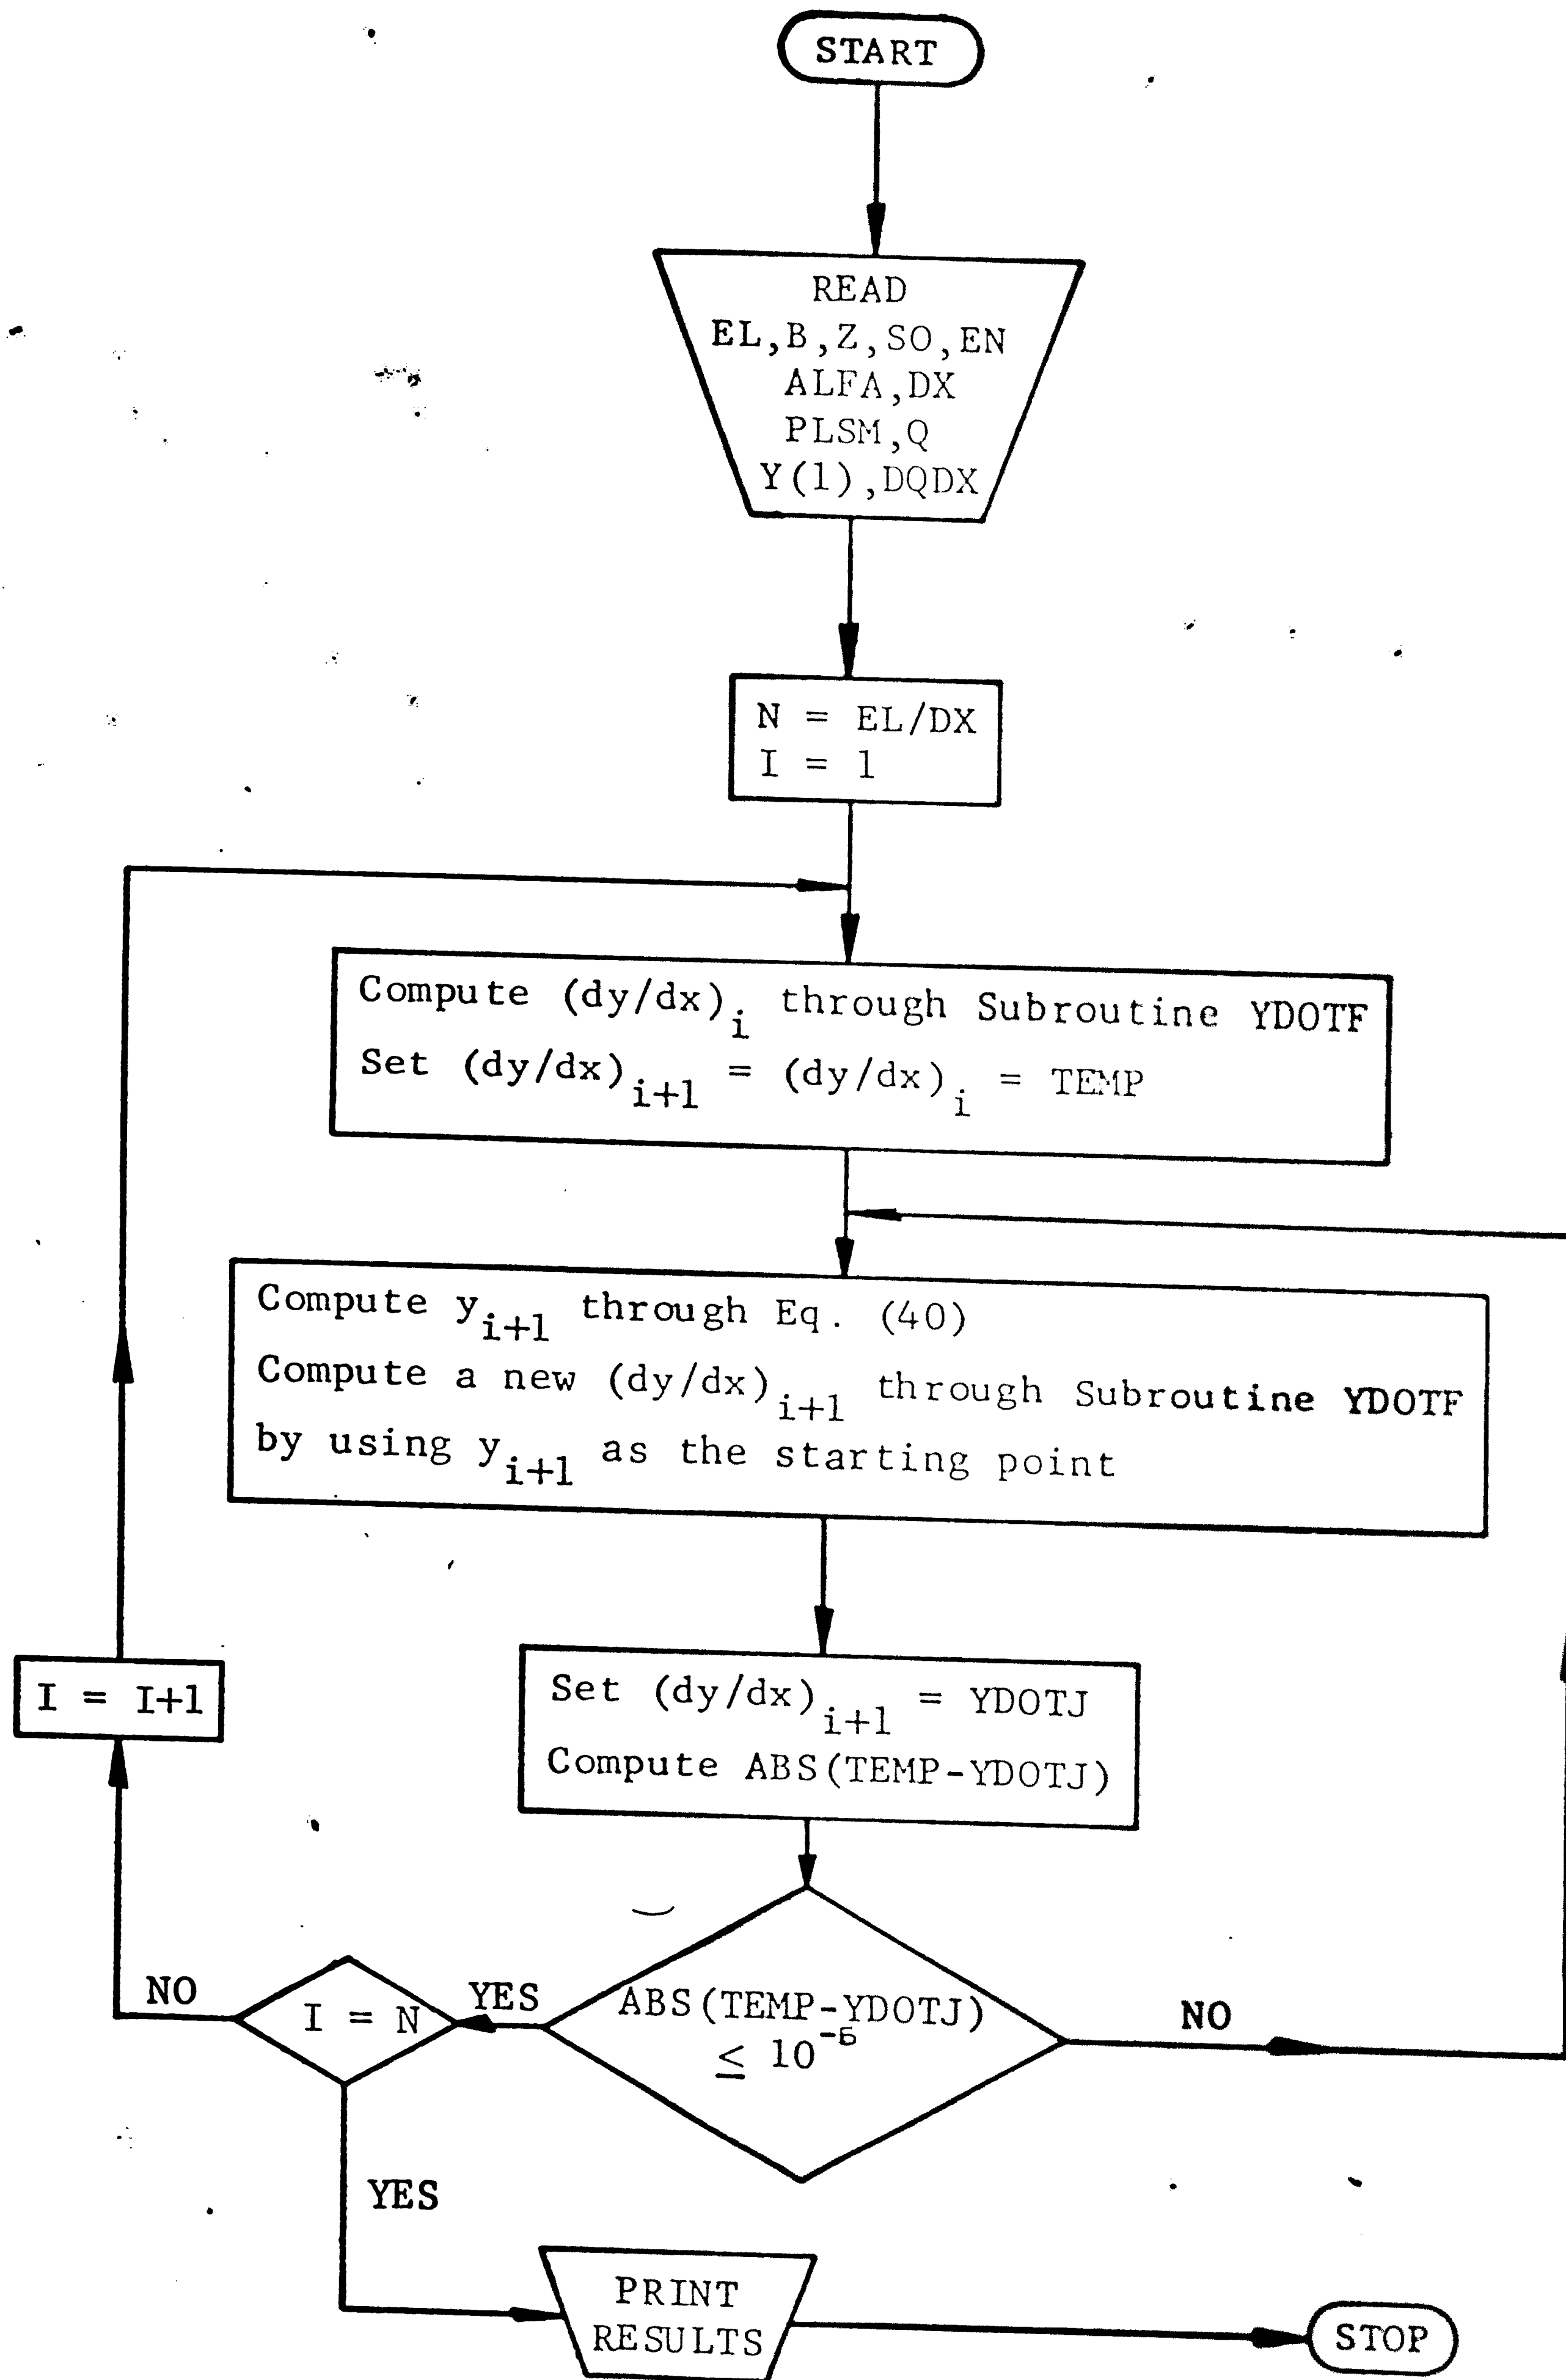 START
READ
EL,B,Z,SO,EN
ALFA,DX
PLSM,Q
Y(1),DQDX
N = EL/DX
I = 1
Compute (dy/dx)i through Subroutine YDOTF
Set (dy/dx)i+1 = (dy/dx)i = TEMP
Compute yi+1 through Eq. (40)
Compute a new (dy/dx)i+1 through Subroutine YDOTF
by using yi+1 as the starting point
I = I+1
Set (dy/dx)i+1 = YDOTJ
Compute ABS(TEMP-YDOTJ)
NO
I = N
YES
ABS(TEMP-YDOTJ)
≤ 10
NO
YES
PRINT
RESULTS
STOP